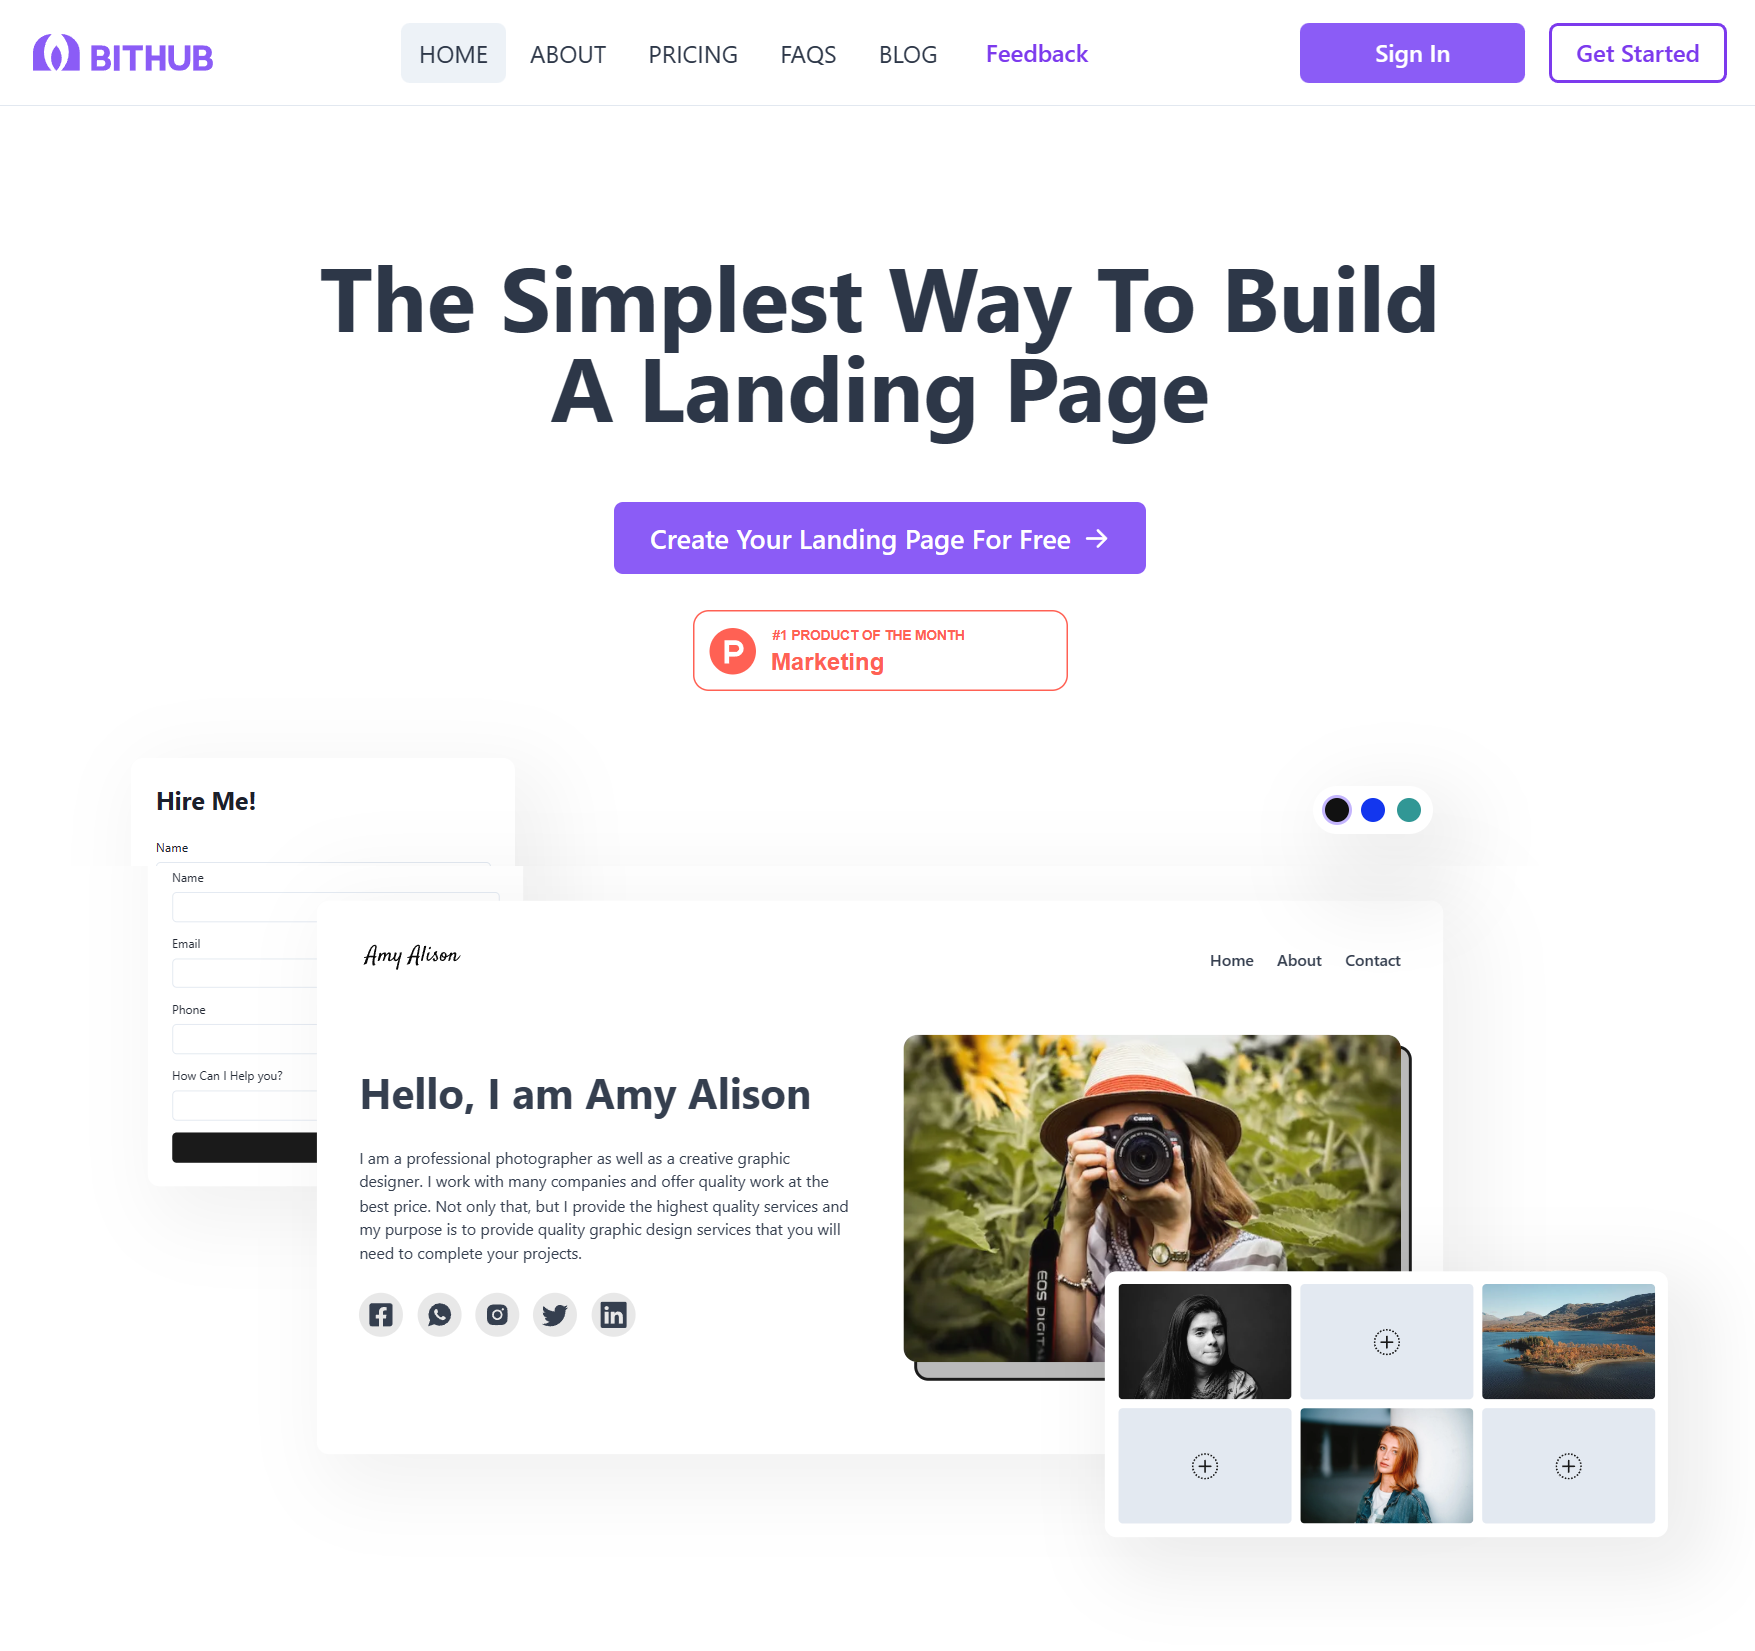 BITHUB
HOME
ABOUT
PRICING
FAQS
BLOG
Feedback
Sign In
Get Started
The Simplest Way To Build
A Landing Page
Create Your Landing Page For Free
P
#1 PRODUCT OF THE MONTH
Marketing
Hire Me!
Name
Name
Email
Phone
How Can I Help you?
Amy Alison
Home
About
Contact
Hello, I am Amy Alison
I am a professional photographer as well as a creative graphic
designer. I work with many companies and offer quality work at the
best price. Not only that, but I provide the highest quality services and
my purpose is to provide quality graphic design services that you will
need to complete your projects.
in
Canon
EOS DIGIT